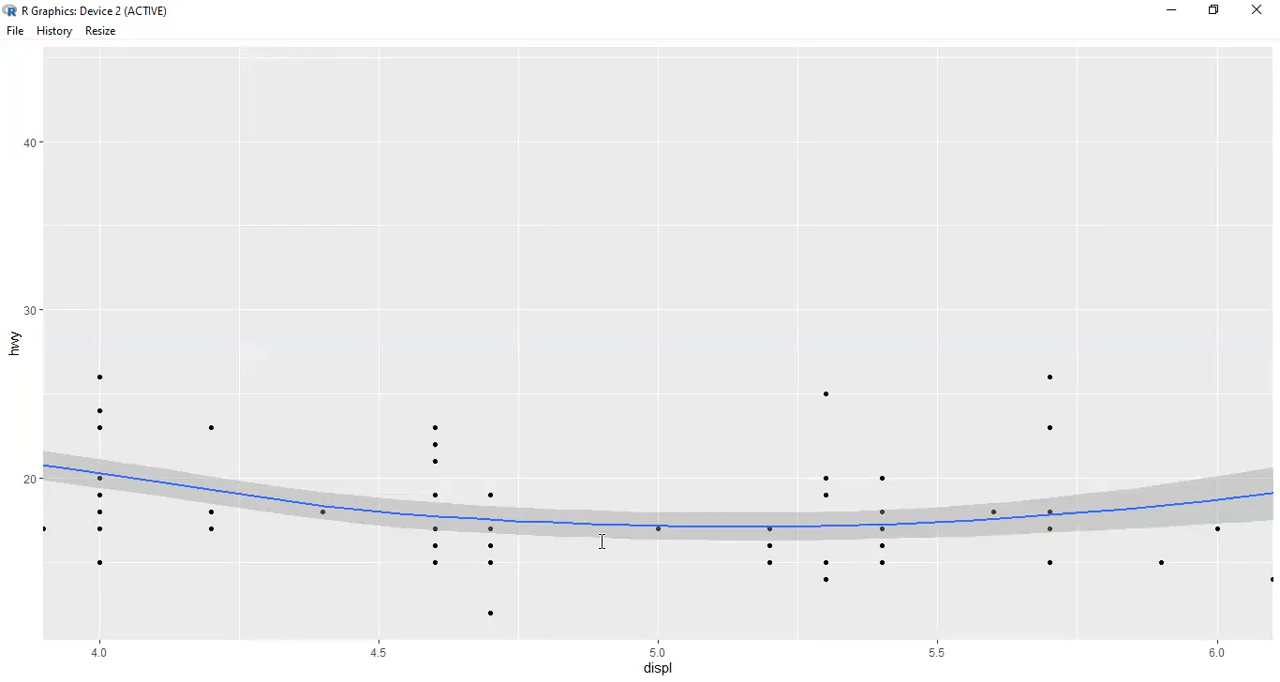 R Graphics: Device 2 (ACTIVE)
File History Resize
40
30
hwy
20
4.0 4.5 5.0 5.5 6.0
displ